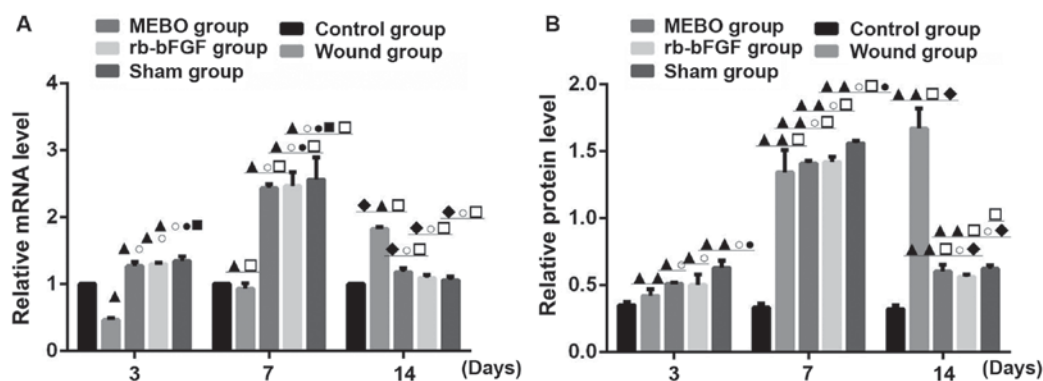 A
MEBO group
Control group
rb-bFGF group
Wound group
Sham group
Relative mRNA level
4
3
2
1
0
3
7
14
(Days)
B
MEBO group
Control group
rb-bFGF group
Wound group
Sham group
Relative protein level
2.0
1.5
1.0
0.5
0.0
3
7
14
(Days)